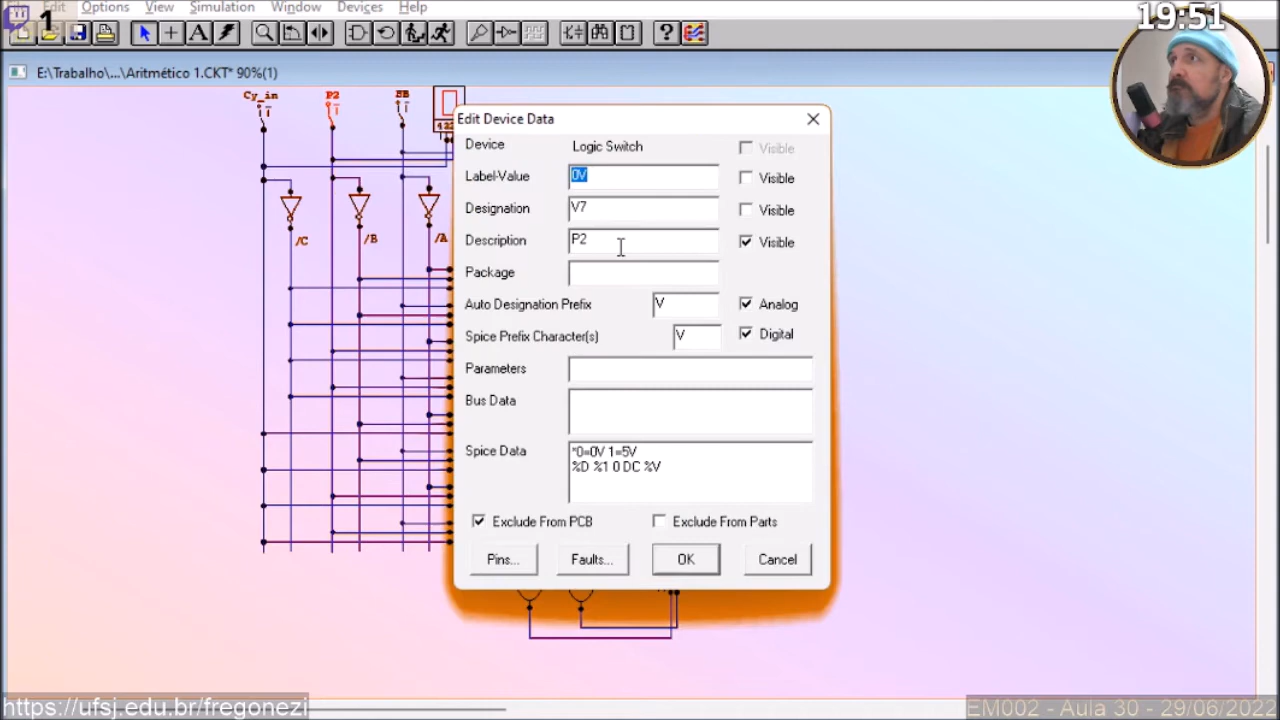 1
Edit Options View Simulation Window Devices Help
19:51
E:\Trabalho\...\Aritmético 1.CKT* 90%(1)
Cy_in P2
Edit Device Data
Device Logic Switch Visible
Label-Value 0V Visible
Designation V7 Visible
Description P2 Visible
Package
Auto Designation Prefix V Analog
Spice Prefix Character(s) V Digital
Parameters
Bus Data
Spice Data *0=0V 1=5V
%D %1 0 DC %V
Exclude From PCB Exclude From Parts
Pins... Faults... OK Cancel
/C /B /A
https://ufsj.edu.br/fregonezi
EM002 - Aula 30 - 29/06/2022